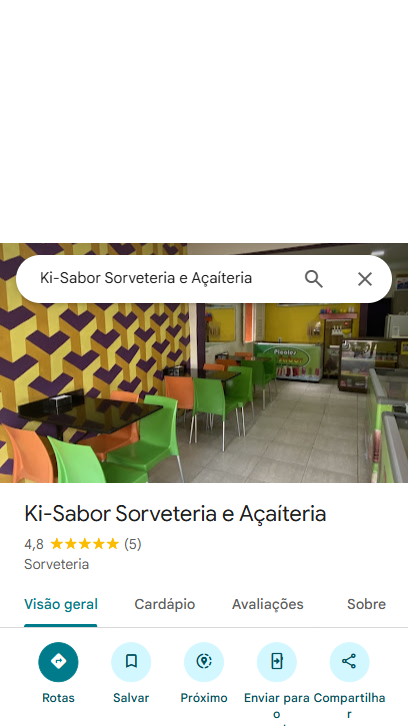 Ki-Sabor Sorveteria e Açaíteria
Picolés
Ki-Sabor Sorveteria e Açaíteria
4,8 (5)
Sorveteria
Visão geral Cardápio Avaliações Sobre
Rotas Salvar Próximo Enviar para o Compartilhar